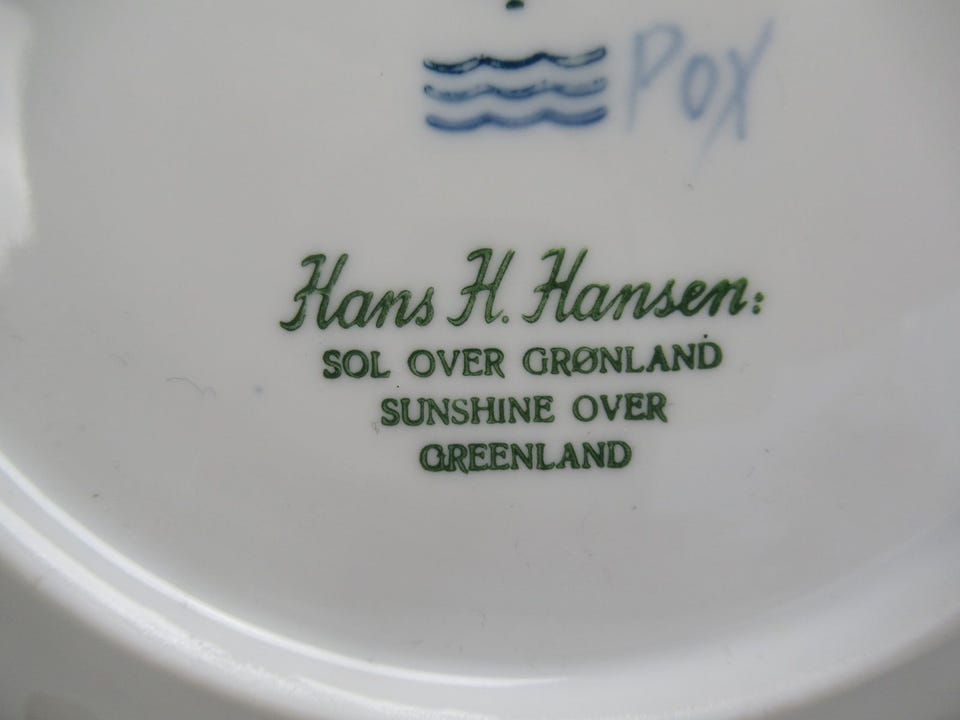 POX
Hans H. Hansen:
SOL OVER GRØNLAND
SUNSHINE OVER
GREENLAND